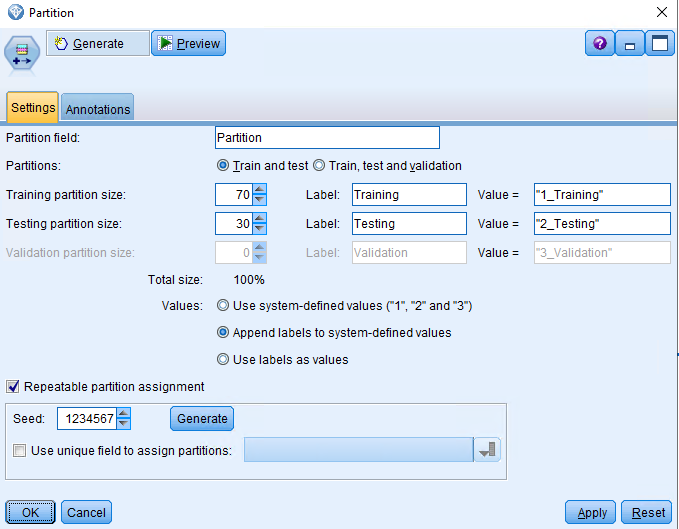 Partition
Generate Preview ?
Settings Annotations
Partition field: Partition
Partitions: Train and test Train, test and validation
Training partition size: 70 Label: Training Value = "1_Training"
Testing partition size: 30 Label: Testing Value = "2_Testing"
Validation partition size: 0 Label: Validation Value = "3_Validation"
Total size: 100%
Values: Use system-defined values ("1", "2" and "3")
Append labels to system-defined values
Use labels as values
Repeatable partition assignment
Seed: 1234567 Generate
Use unique field to assign partitions:
OK Cancel Apply Reset